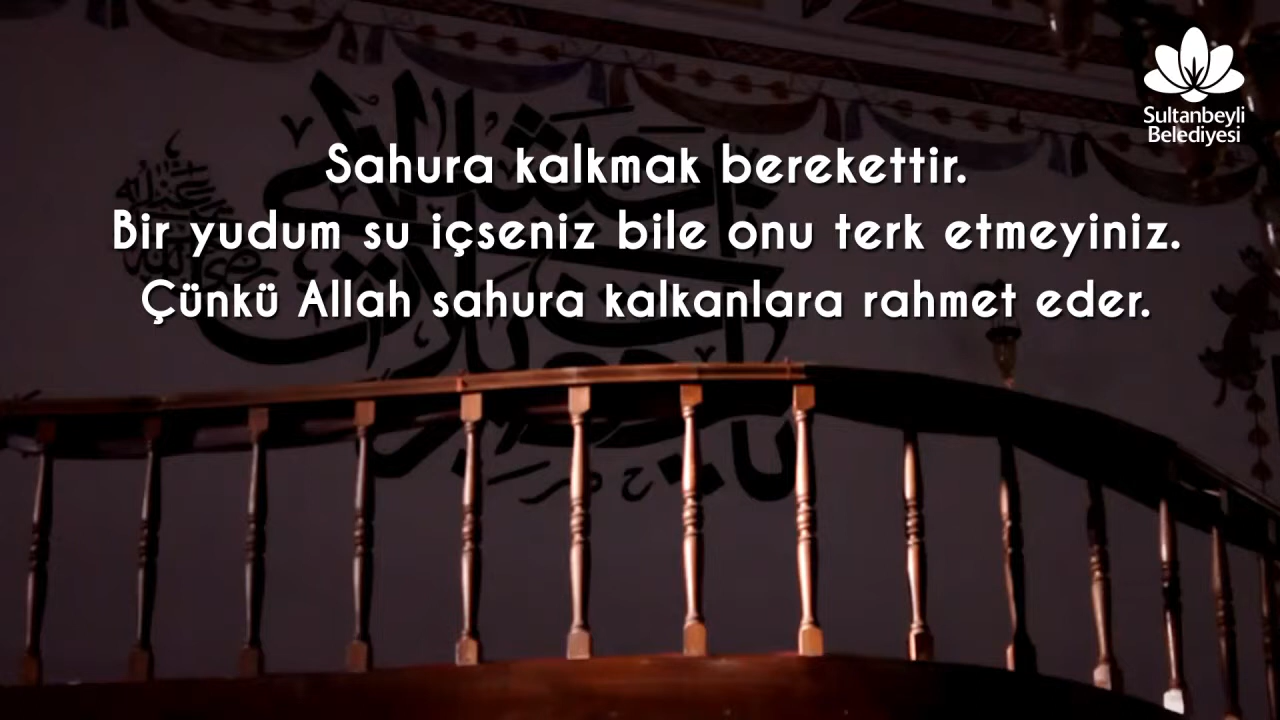 Sultanbeyli
Belediyesi
Sahura kalkmak berekettir.
Bir yudum su içseniz bile onu terk etmeyiniz.
Çünkü Allah sahura kalkanlara rahmet eder.